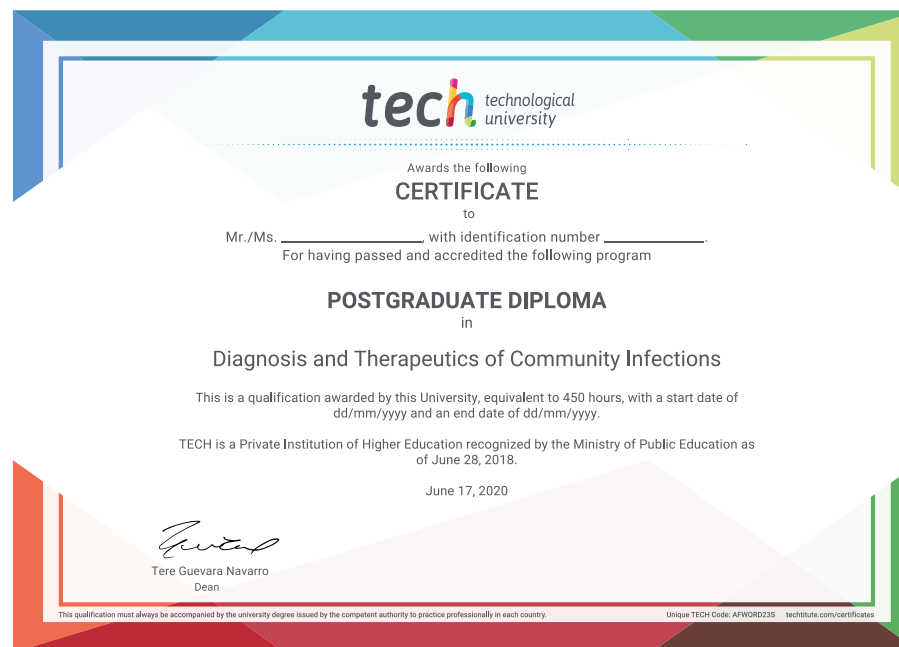 tech technological
university
Awards the following
CERTIFICATE
to
Mr./Ms. ____________, with identification number ____________.
For having passed and accredited the following program
POSTGRADUATE DIPLOMA
in
Diagnosis and Therapeutics of Community Infections
This is a qualification awarded by this University, equivalent to 450 hours, with a start date of
dd/mm/yyyy and an end date of dd/mm/yyyy.
TECH is a Private Institution of Higher Education recognized by the Ministry of Public Education as
of June 28, 2018.
June 17, 2020
Tere Guevara Navarro
Dean
This qualification must always be accompanied by the university degree issued by the competent authority to practice professionally in each country. Unique TECH Code: AFWORD23S techtitute.com/certificates